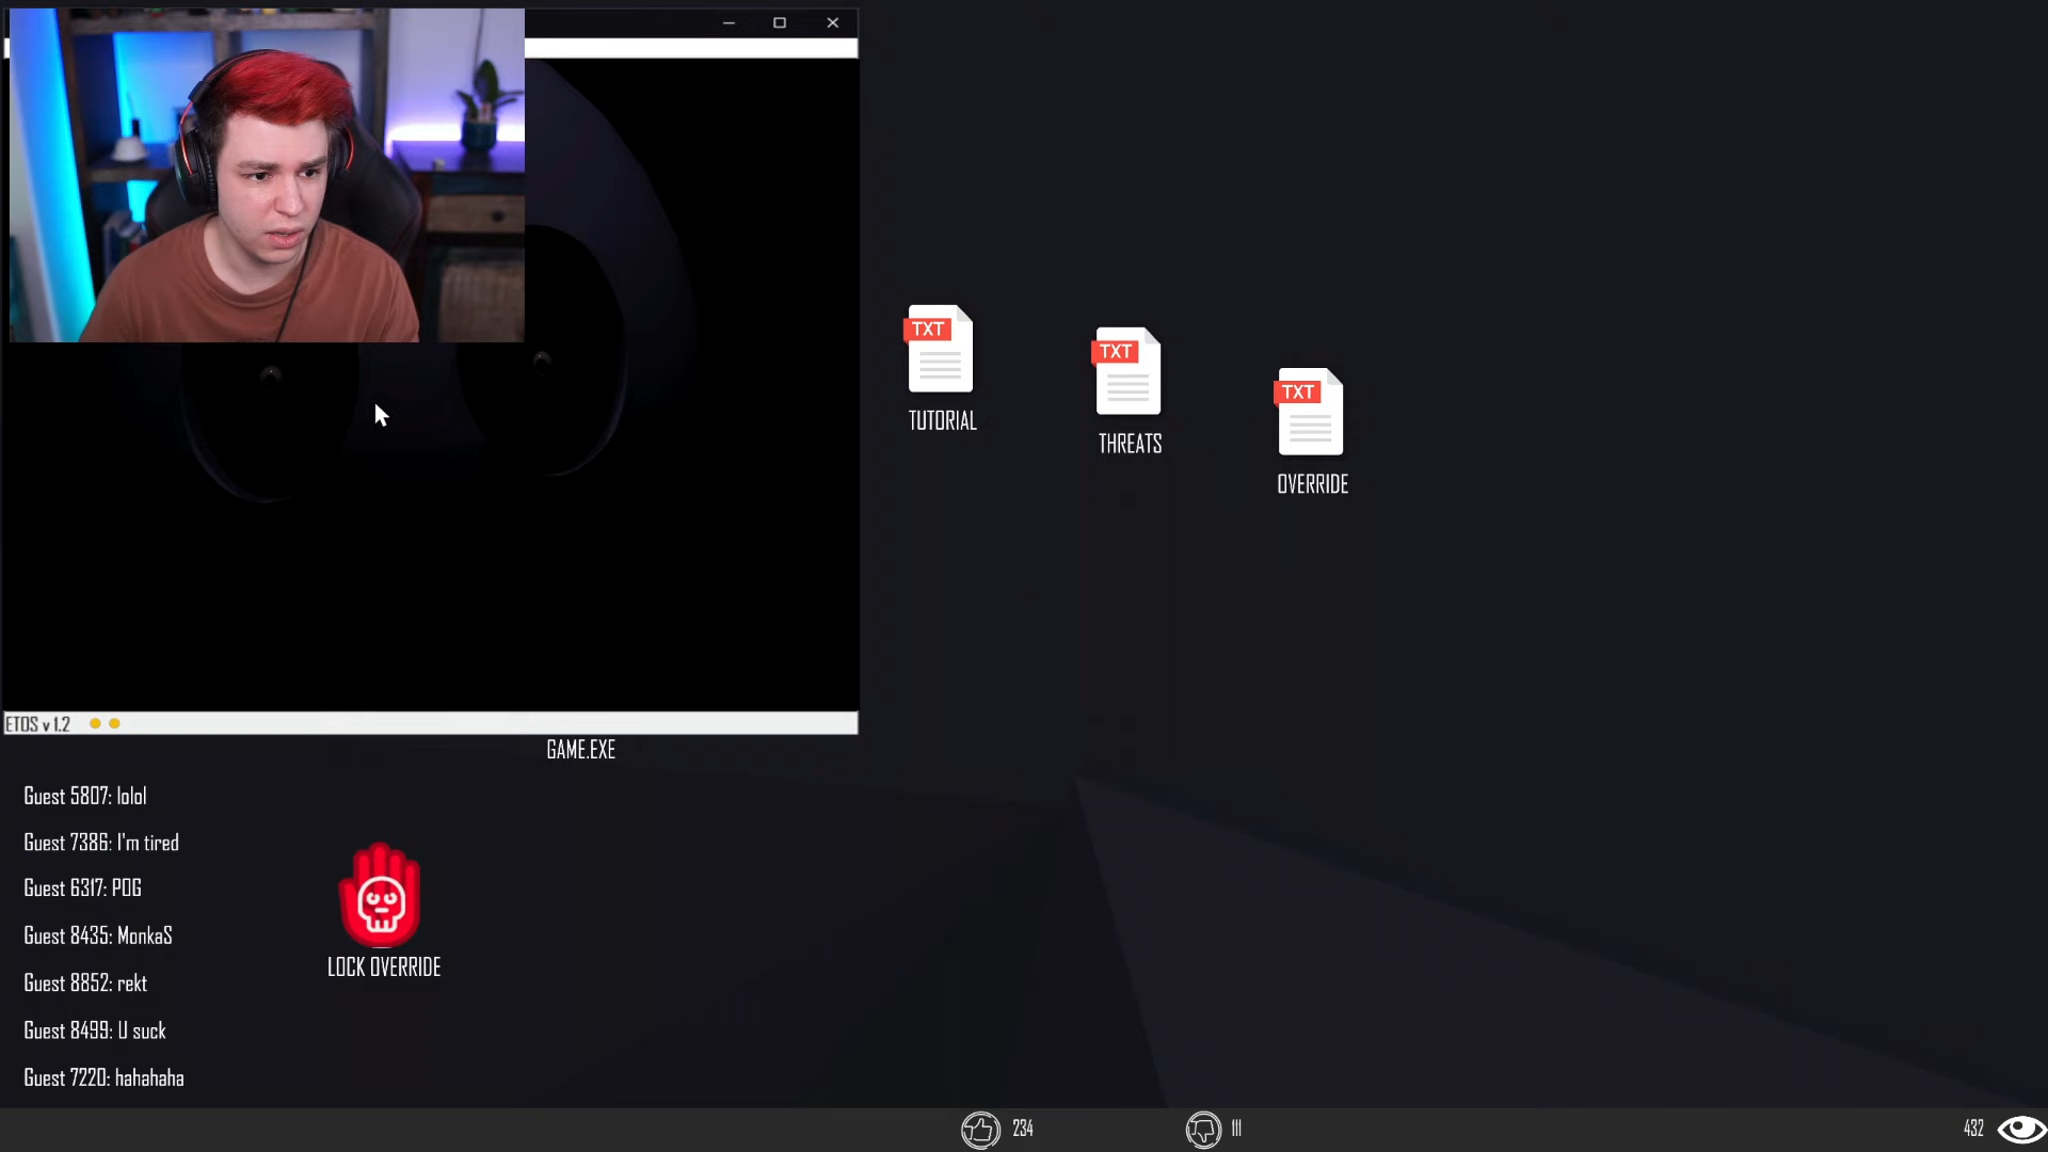 TXT
TUTORIAL
TXT
THREATS
TXT
OVERRIDE
ETOS v 1.2
GAME.EXE
Guest 5807: lolol
Guest 7386: I'm tired
Guest 6317: POG
Guest 8435: MonkaS
Guest 8852: rekt
Guest 8499: U suck
Guest 7220: hahahaha
LOCK OVERRIDE
234
111
432